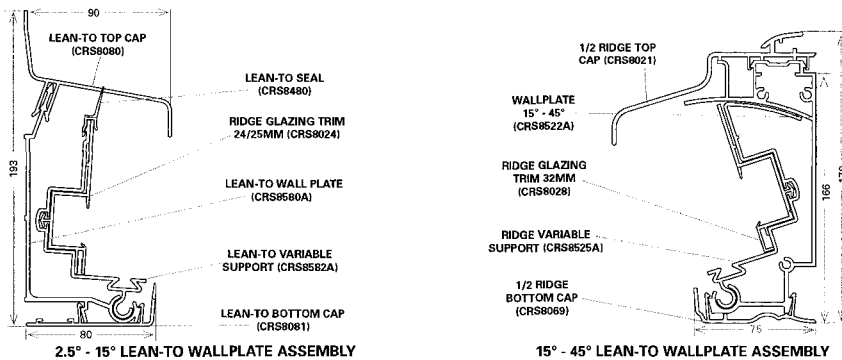 90
LEAN-TO TOP CAP
(CRS8080)
LEAN-TO SEAL
(CRS8480)
RIDGE GLAZING TRIM
24/25MM (CRS8024)
193
LEAN-TO WALL PLATE
(CRS8580A)
LEAN-TO VARIABLE
SUPPORT (CRS8582A)
LEAN-TO BOTTOM CAP
(CRS8081)
80
2.5° - 15° LEAN-TO WALLPLATE ASSEMBLY
1/2 RIDGE TOP
CAP (CRS8021)
WALLPLATE
15° - 45°
(CRS8522A)
RIDGE GLAZING
TRIM 32MM
(CRS8028)
166
RIDGE VARIABLE
SUPPORT (CRS8525A)
1/2 RIDGE
BOTTOM CAP
(CRS8069)
75
15° - 45° LEAN-TO WALLPLATE ASSEMBLY